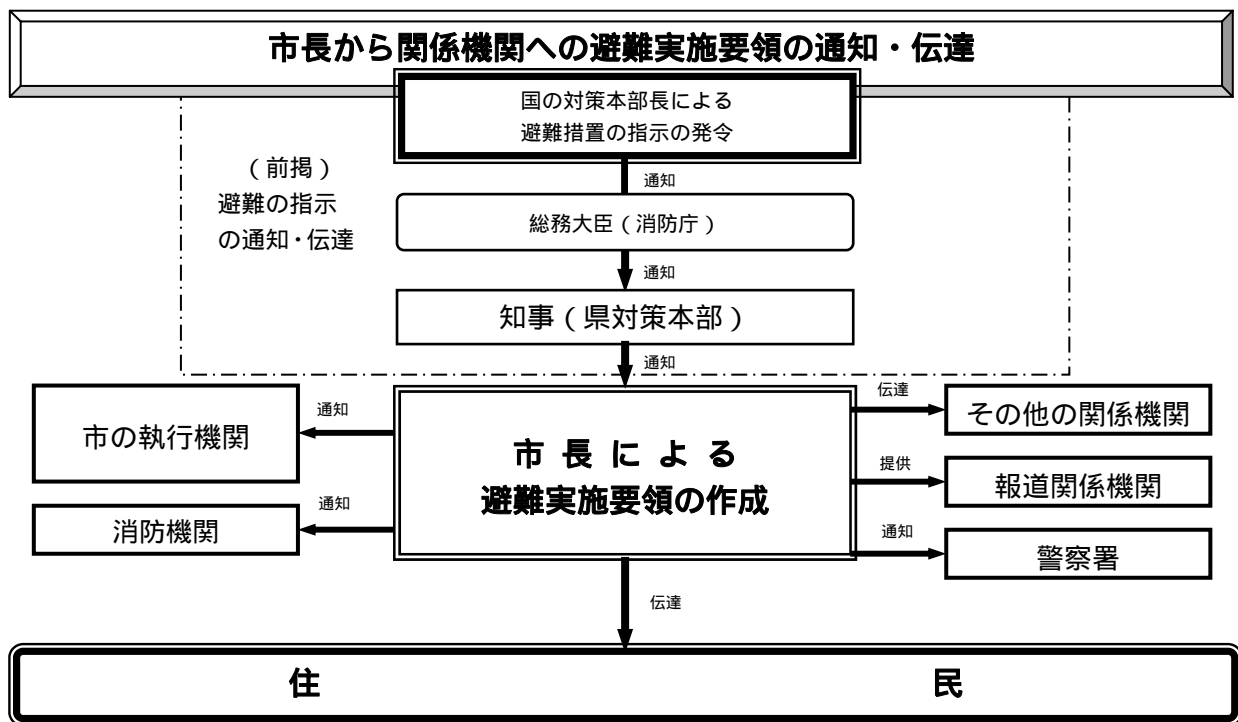 市長から関係機関への避難実施要領の通知・伝達
国の対策本部長による
避難措置の指示の発令
(前掲)
避難の指示
の通知・伝達
通知
総務大臣(消防庁)
通知
知事(県対策本部)
通知
市の執行機関
通知
消防機関
通知
市長による
避難実施要領の作成
伝達
その他の関係機関
提供
報道関係機関
通知
警察署
伝達
住民